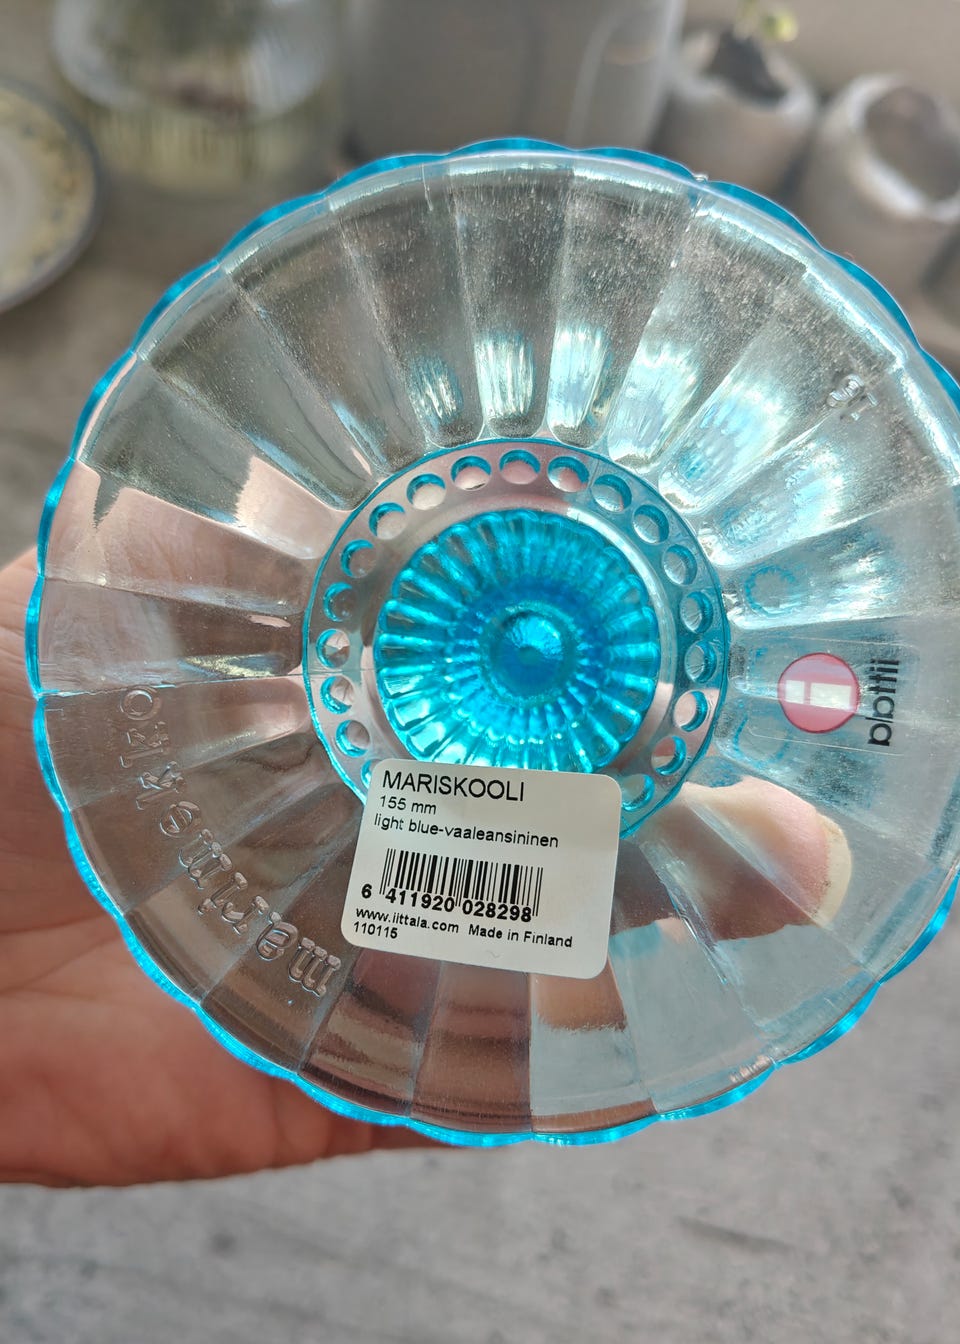 MARISKOOLI
155 mm
light blue-vaaleansininen
6 411920 028298
www.iittala.com Made in Finland
110115
iittala
marimekko